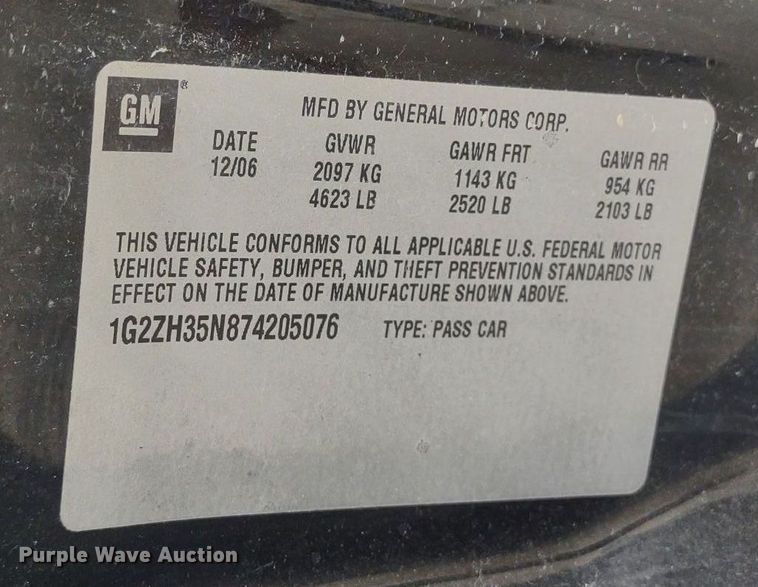 GM®
MFD BY GENERAL MOTORS CORP.
DATE GVWR GAWR FRT GAWR RR
12/06 2097 KG 1143 KG 954 KG
4623 LB 2520 LB 2103 LB
THIS VEHICLE CONFORMS TO ALL APPLICABLE U.S. FEDERAL MOTOR
VEHICLE SAFETY, BUMPER, AND THEFT PREVENTION STANDARDS IN
EFFECT ON THE DATE OF MANUFACTURE SHOWN ABOVE.
1G2ZH35N874205076 TYPE: PASS CAR
Purple Wave Auction